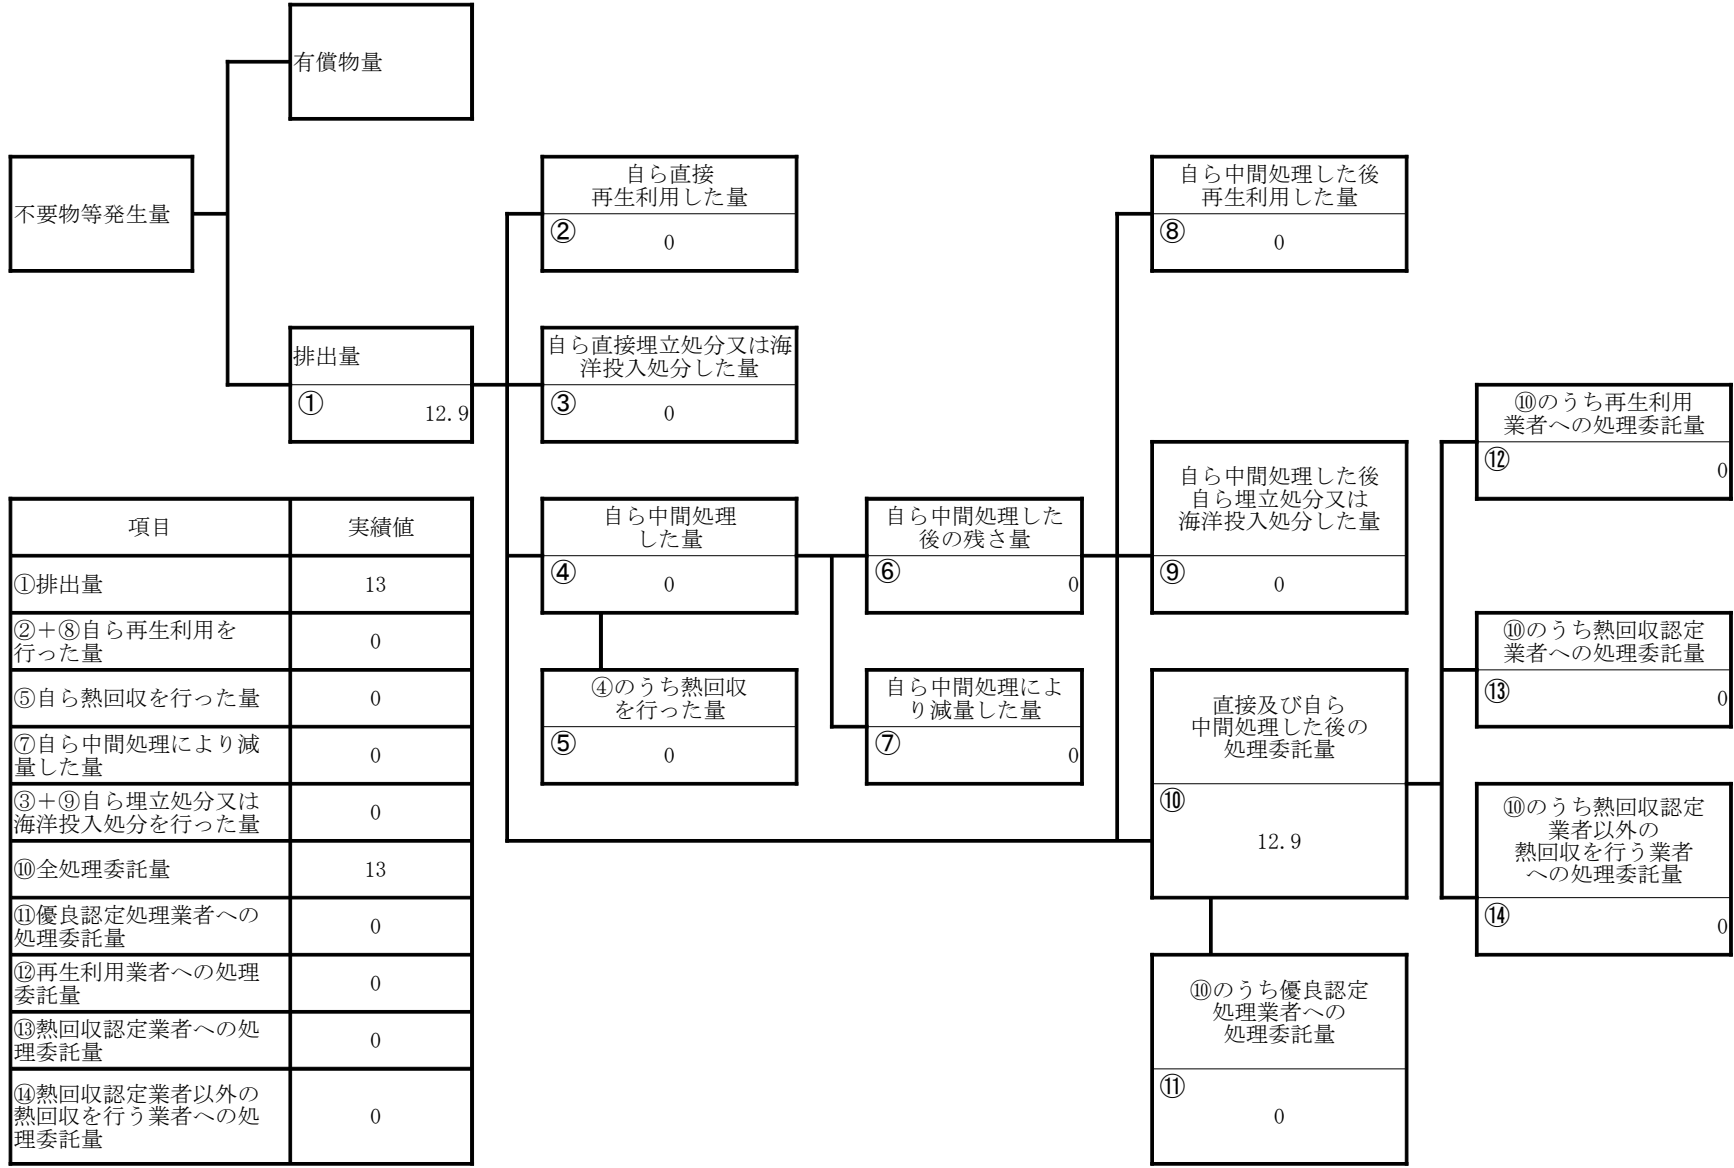 有償物量
不要物等発生量
自ら直接
再生利用した量
②
0
自ら中間処理した後
再生利用した量
⑧
0
排出量
①
12.9
自ら直接埋立処分又は海
洋投入処分した量
③
0
⑩のうち再生利用
業者への処理委託量
⑫
0
自ら中間処理した後
自ら埋立処分又は
海洋投入処分した量
⑨
0
自ら中間処理
した量
④
0
自ら中間処理した
後の残さ量
⑥
0
⑩のうち熱回収認定
業者への処理委託量
⑬
0
④のうち熱回収
を行った量
⑤
0
自ら中間処理によ
り減量した量
⑦
0
直接及び自ら
中間処理した後の
処理委託量
⑩
12.9
⑩のうち熱回収認定
業者以外の
熱回収を行う業者
への処理委託量
⑭
0
⑩のうち優良認定
処理業者への
処理委託量
⑪
0
項目
実績値
①排出量
13
②+⑧自ら再生利用を
行った量
0
⑤自ら熱回収を行った量
0
⑦自ら中間処理により減
量した量
0
③+⑨自ら埋立処分又は
海洋投入処分を行った量
0
⑩全処理委託量
13
⑪優良認定処理業者への
処理委託量
0
⑫再生利用業者への処理
委託量
0
⑬熱回収認定業者への処
理委託量
0
⑭熱回収認定業者以外の
熱回収を行う業者への処
理委託量
0